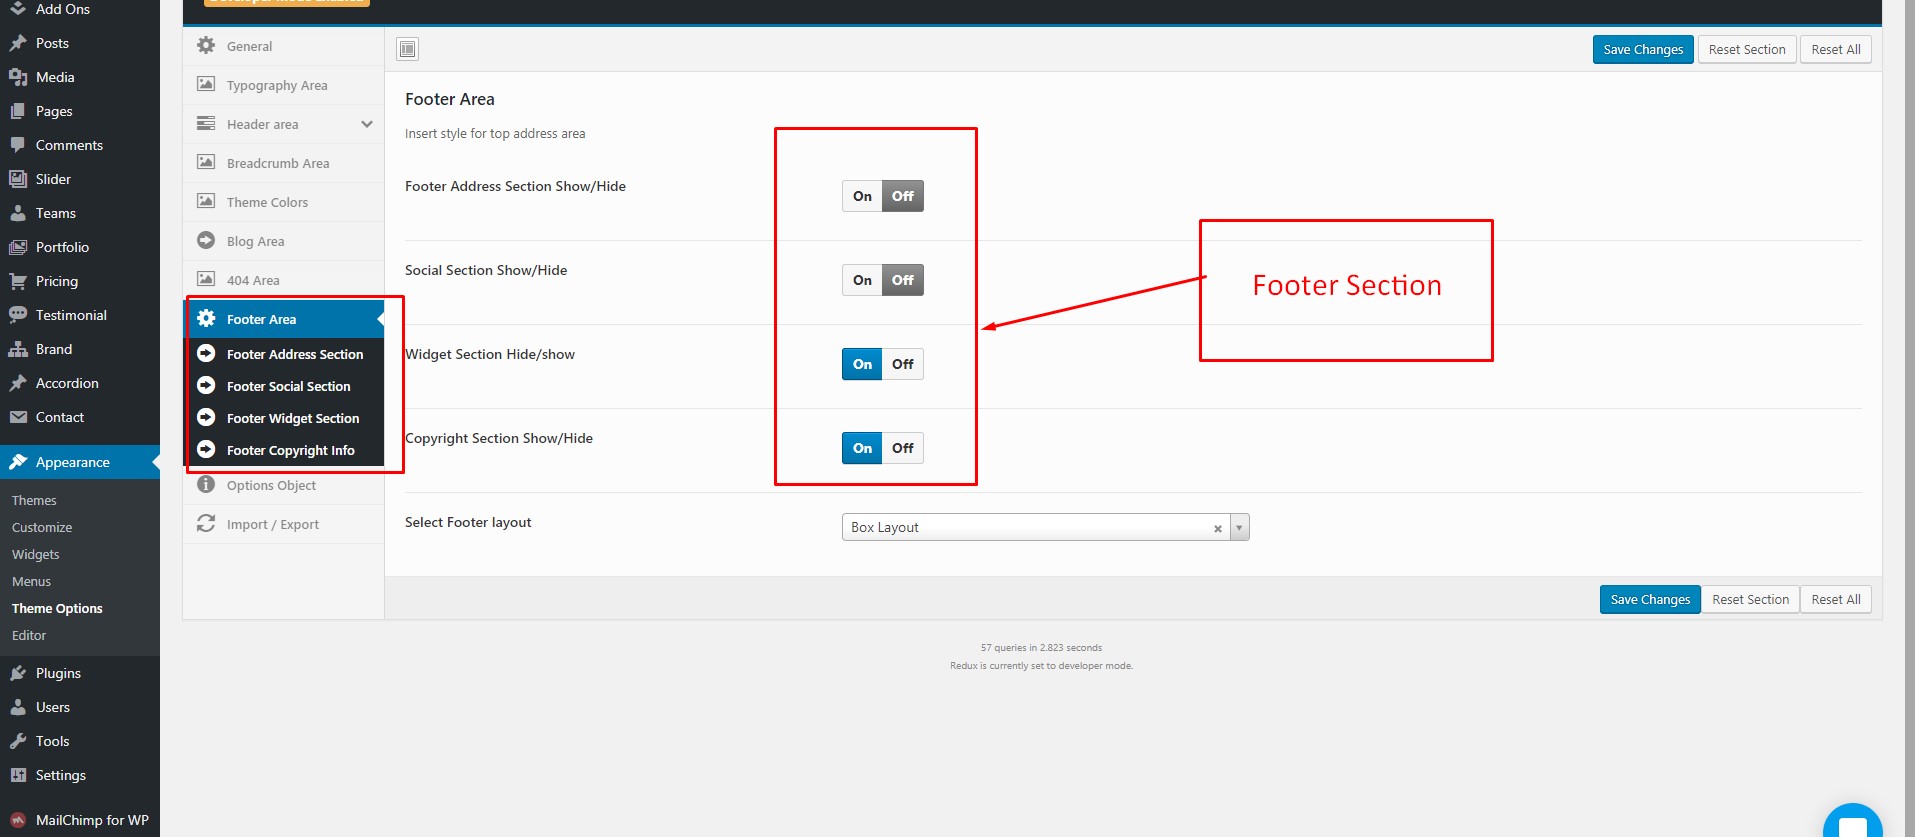 Developer Mode Enabled
Add Ons
Posts
Media
Pages
Comments
Slider
Teams
Portfolio
Pricing
Testimonial
Brand
Accordion
Contact
Appearance
Themes
Customize
Widgets
Menus
Theme Options
Editor
Plugins
Users
Tools
Settings
MailChimp for WP
General
Typography Area
Header area
Breadcrumb Area
Theme Colors
Blog Area
404 Area
Footer Area
Footer Address Section
Footer Social Section
Footer Widget Section
Footer Copyright Info
Options Object
Import / Export
Save Changes Reset Section Reset All
Footer Area
Insert style for top address area
Footer Address Section Show/Hide
On Off
Social Section Show/Hide
On Off
Widget Section Hide/show
On Off
Copyright Section Show/Hide
On Off
Select Footer layout
Box Layout
Footer Section
Save Changes Reset Section Reset All
57 queries in 2.823 seconds
Redux is currently set to developer mode.